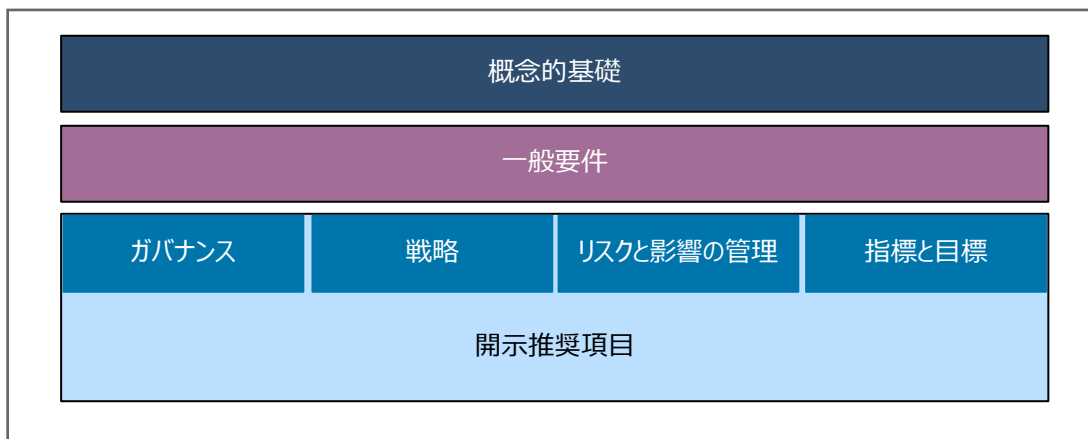 概念的基礎
一般要件
ガバナンス
戦略
リスクと影響の管理
指標と目標
開示推奨項目